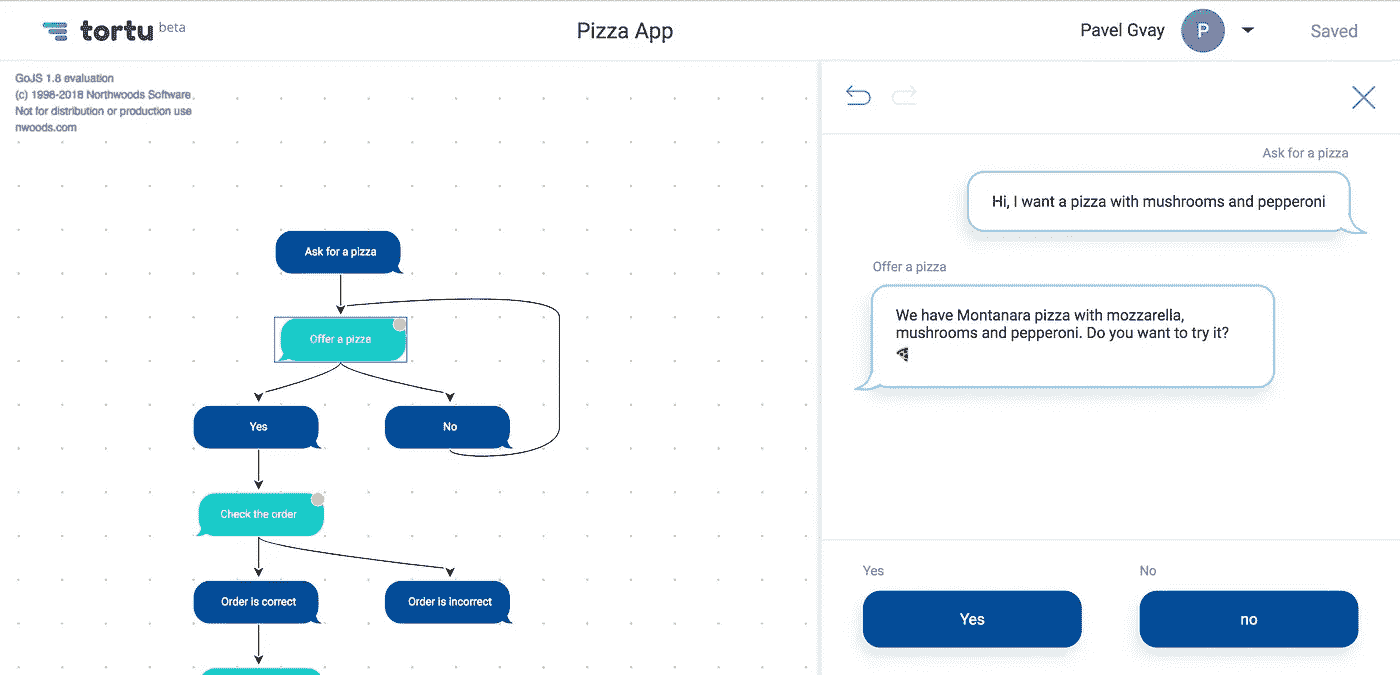 tortu beta
Pizza App
Pavel Gvay
P
Saved
GoJS 1.8 evaluation
(c) 1998-2018 Northwoods Software
Not for distribution or production use
nwoods.com
Ask for a pizza
Offer a pizza
Yes
No
Check the order
Order is correct
Order is incorrect
Ask for a pizza
Hi, I want a pizza with mushrooms and pepperoni
Offer a pizza
We have Montanara pizza with mozzarella,
mushrooms and pepperoni. Do you want to try it?
Yes
No
Yes
no